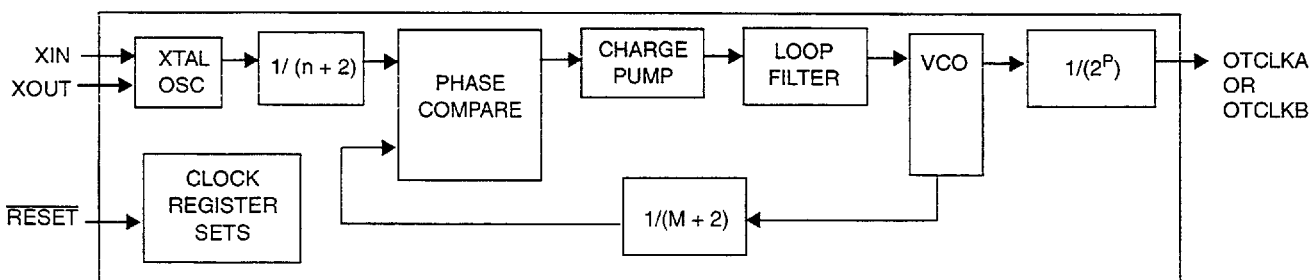 XIN
XOUT
XTAL
OSC
1/ (n + 2)
PHASE
COMPARE
CHARGE
PUMP
LOOP
FILTER
VCO
1/(2ᴾ)
OTCLKA
OR
OTCLKB
RESET
CLOCK
REGISTER
SETS
1/(M + 2)